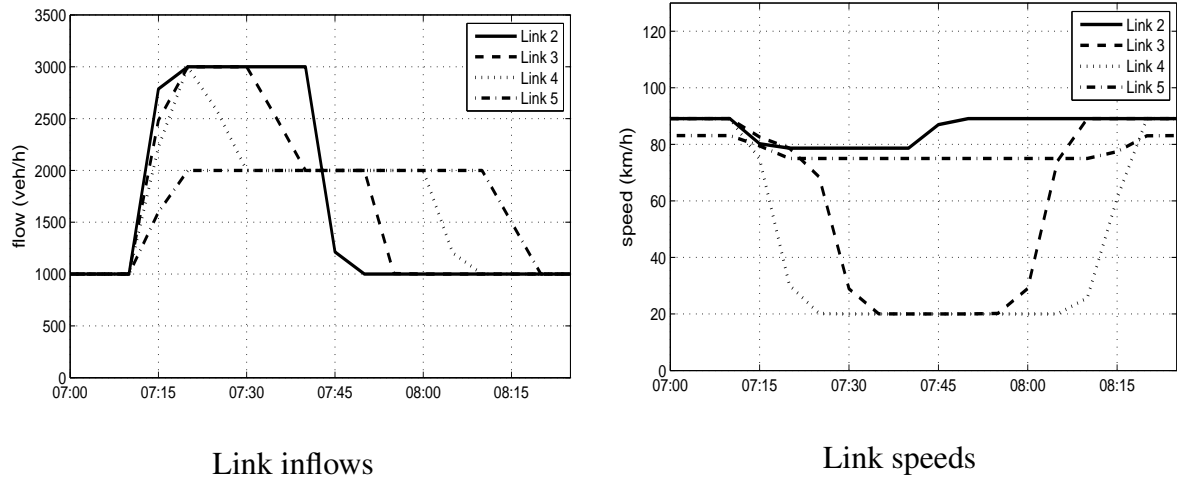 3500
3000
2500
2000
1500
1000
500
0
flow (veh/h)
07:00 07:15 07:30 07:45 08:00 08:15
Link 2
Link 3
Link 4
Link 5
Link inflows
120
100
80
60
40
20
0
speed (km/h)
07:00 07:15 07:30 07:45 08:00 08:15
Link 2
Link 3
Link 4
Link 5
Link speeds